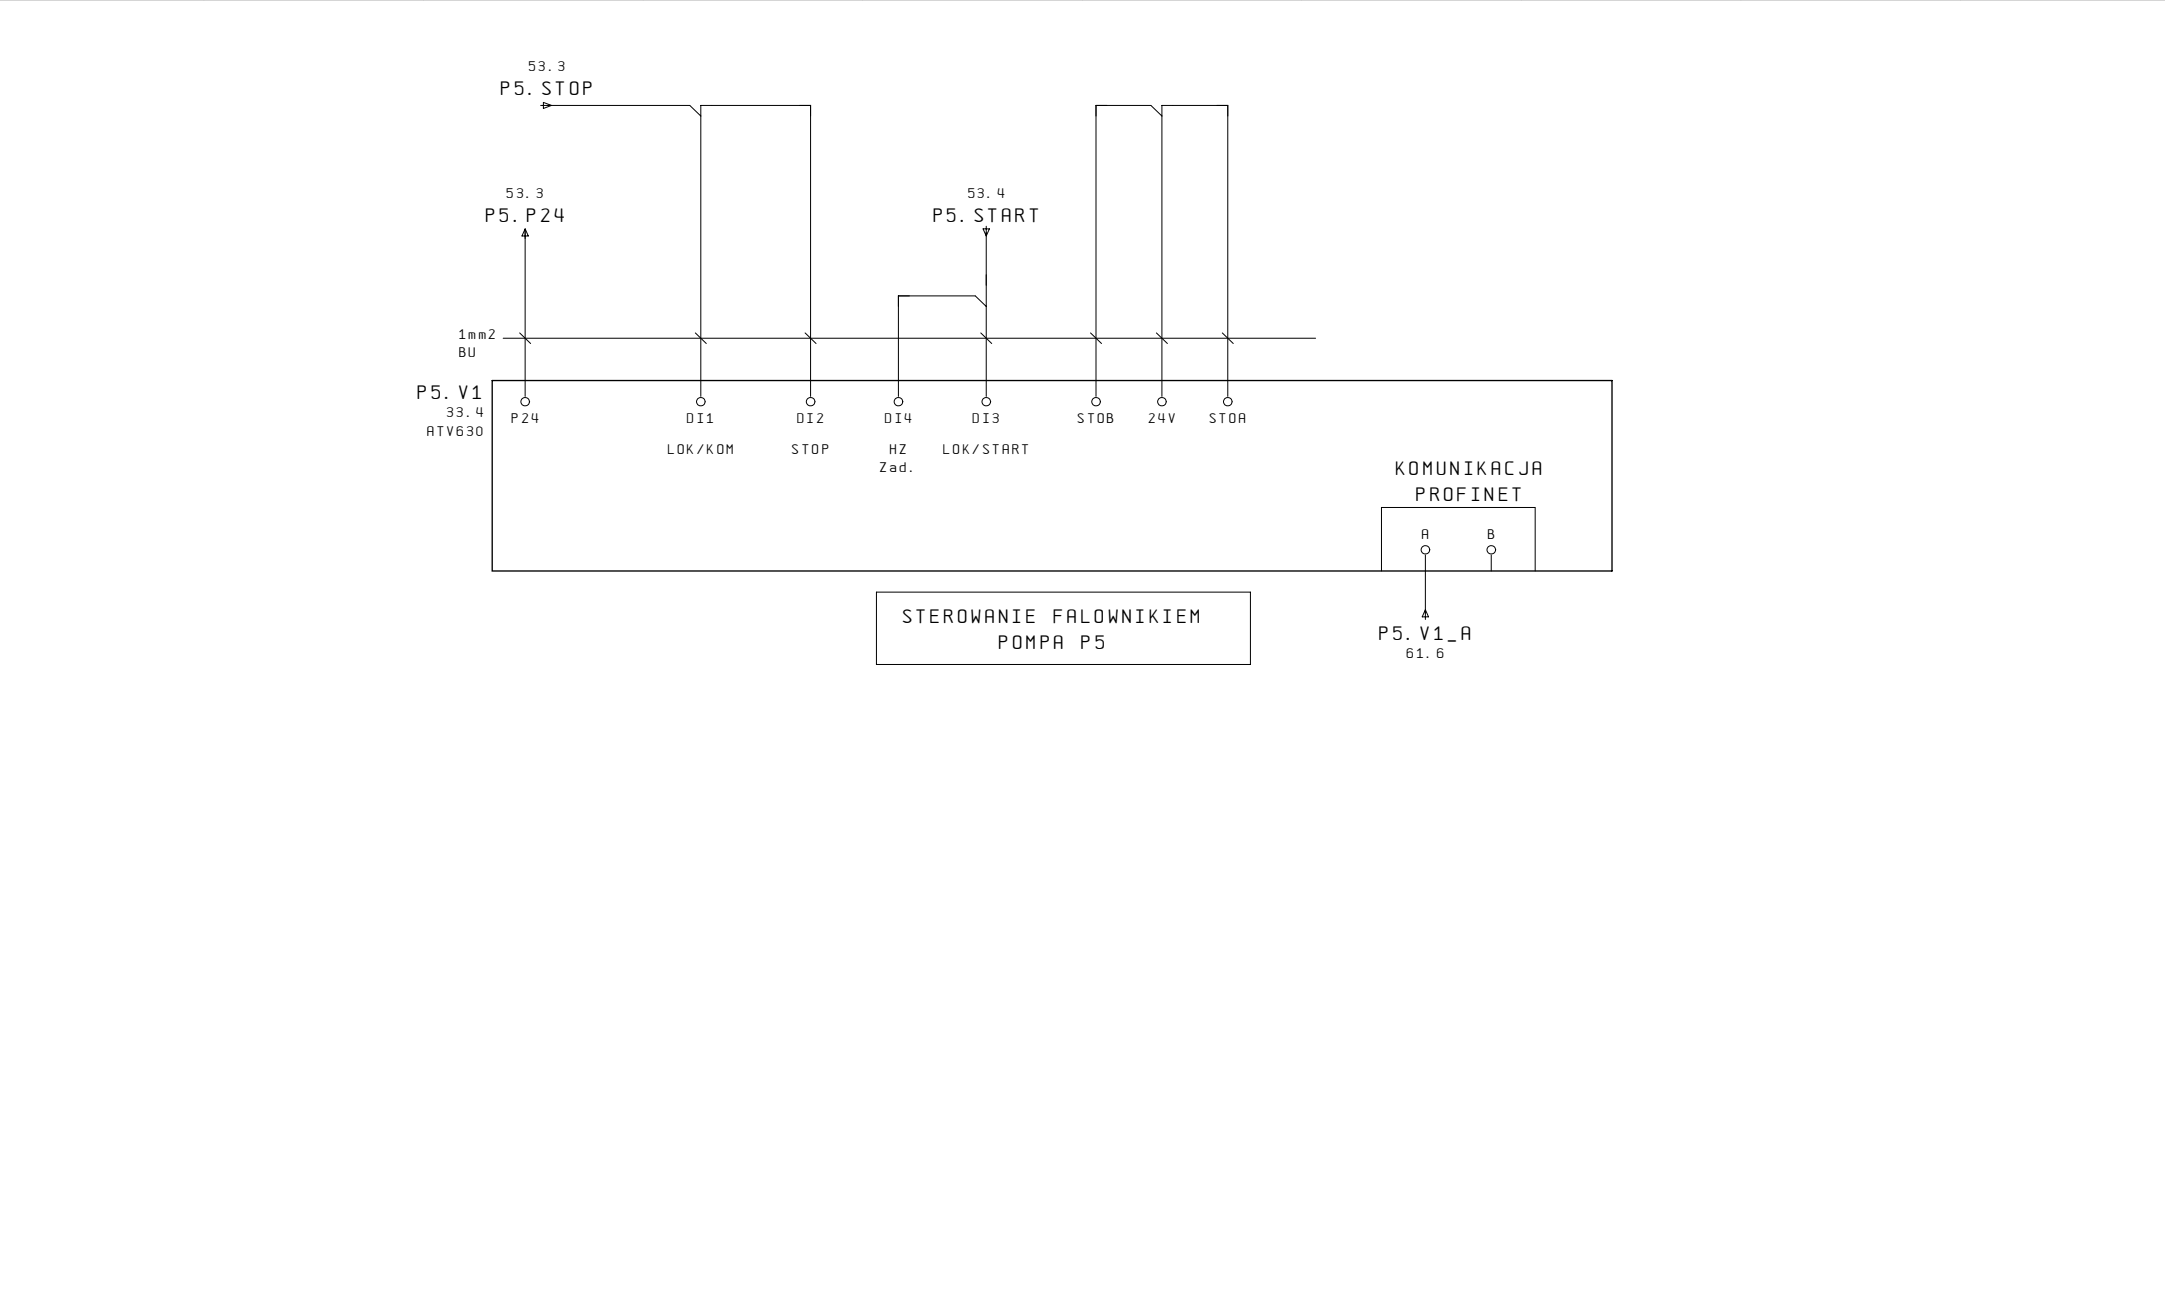 53.3
P5.STOP
53.3
P5.P24
53.4
P5.START
1mm2
BU
P5.V1
33.4
ATV630
P24
DI1
DI2
DI4
DI3
STOB
24V
STOA
LOK/KOM
STOP
HZ
Zad.
LOK/START
KOMUNIKACJA
PROFINET
A
B
STEROWANIE FALOWNIKIEM
POMPA P5
P5.V1_A
61.6